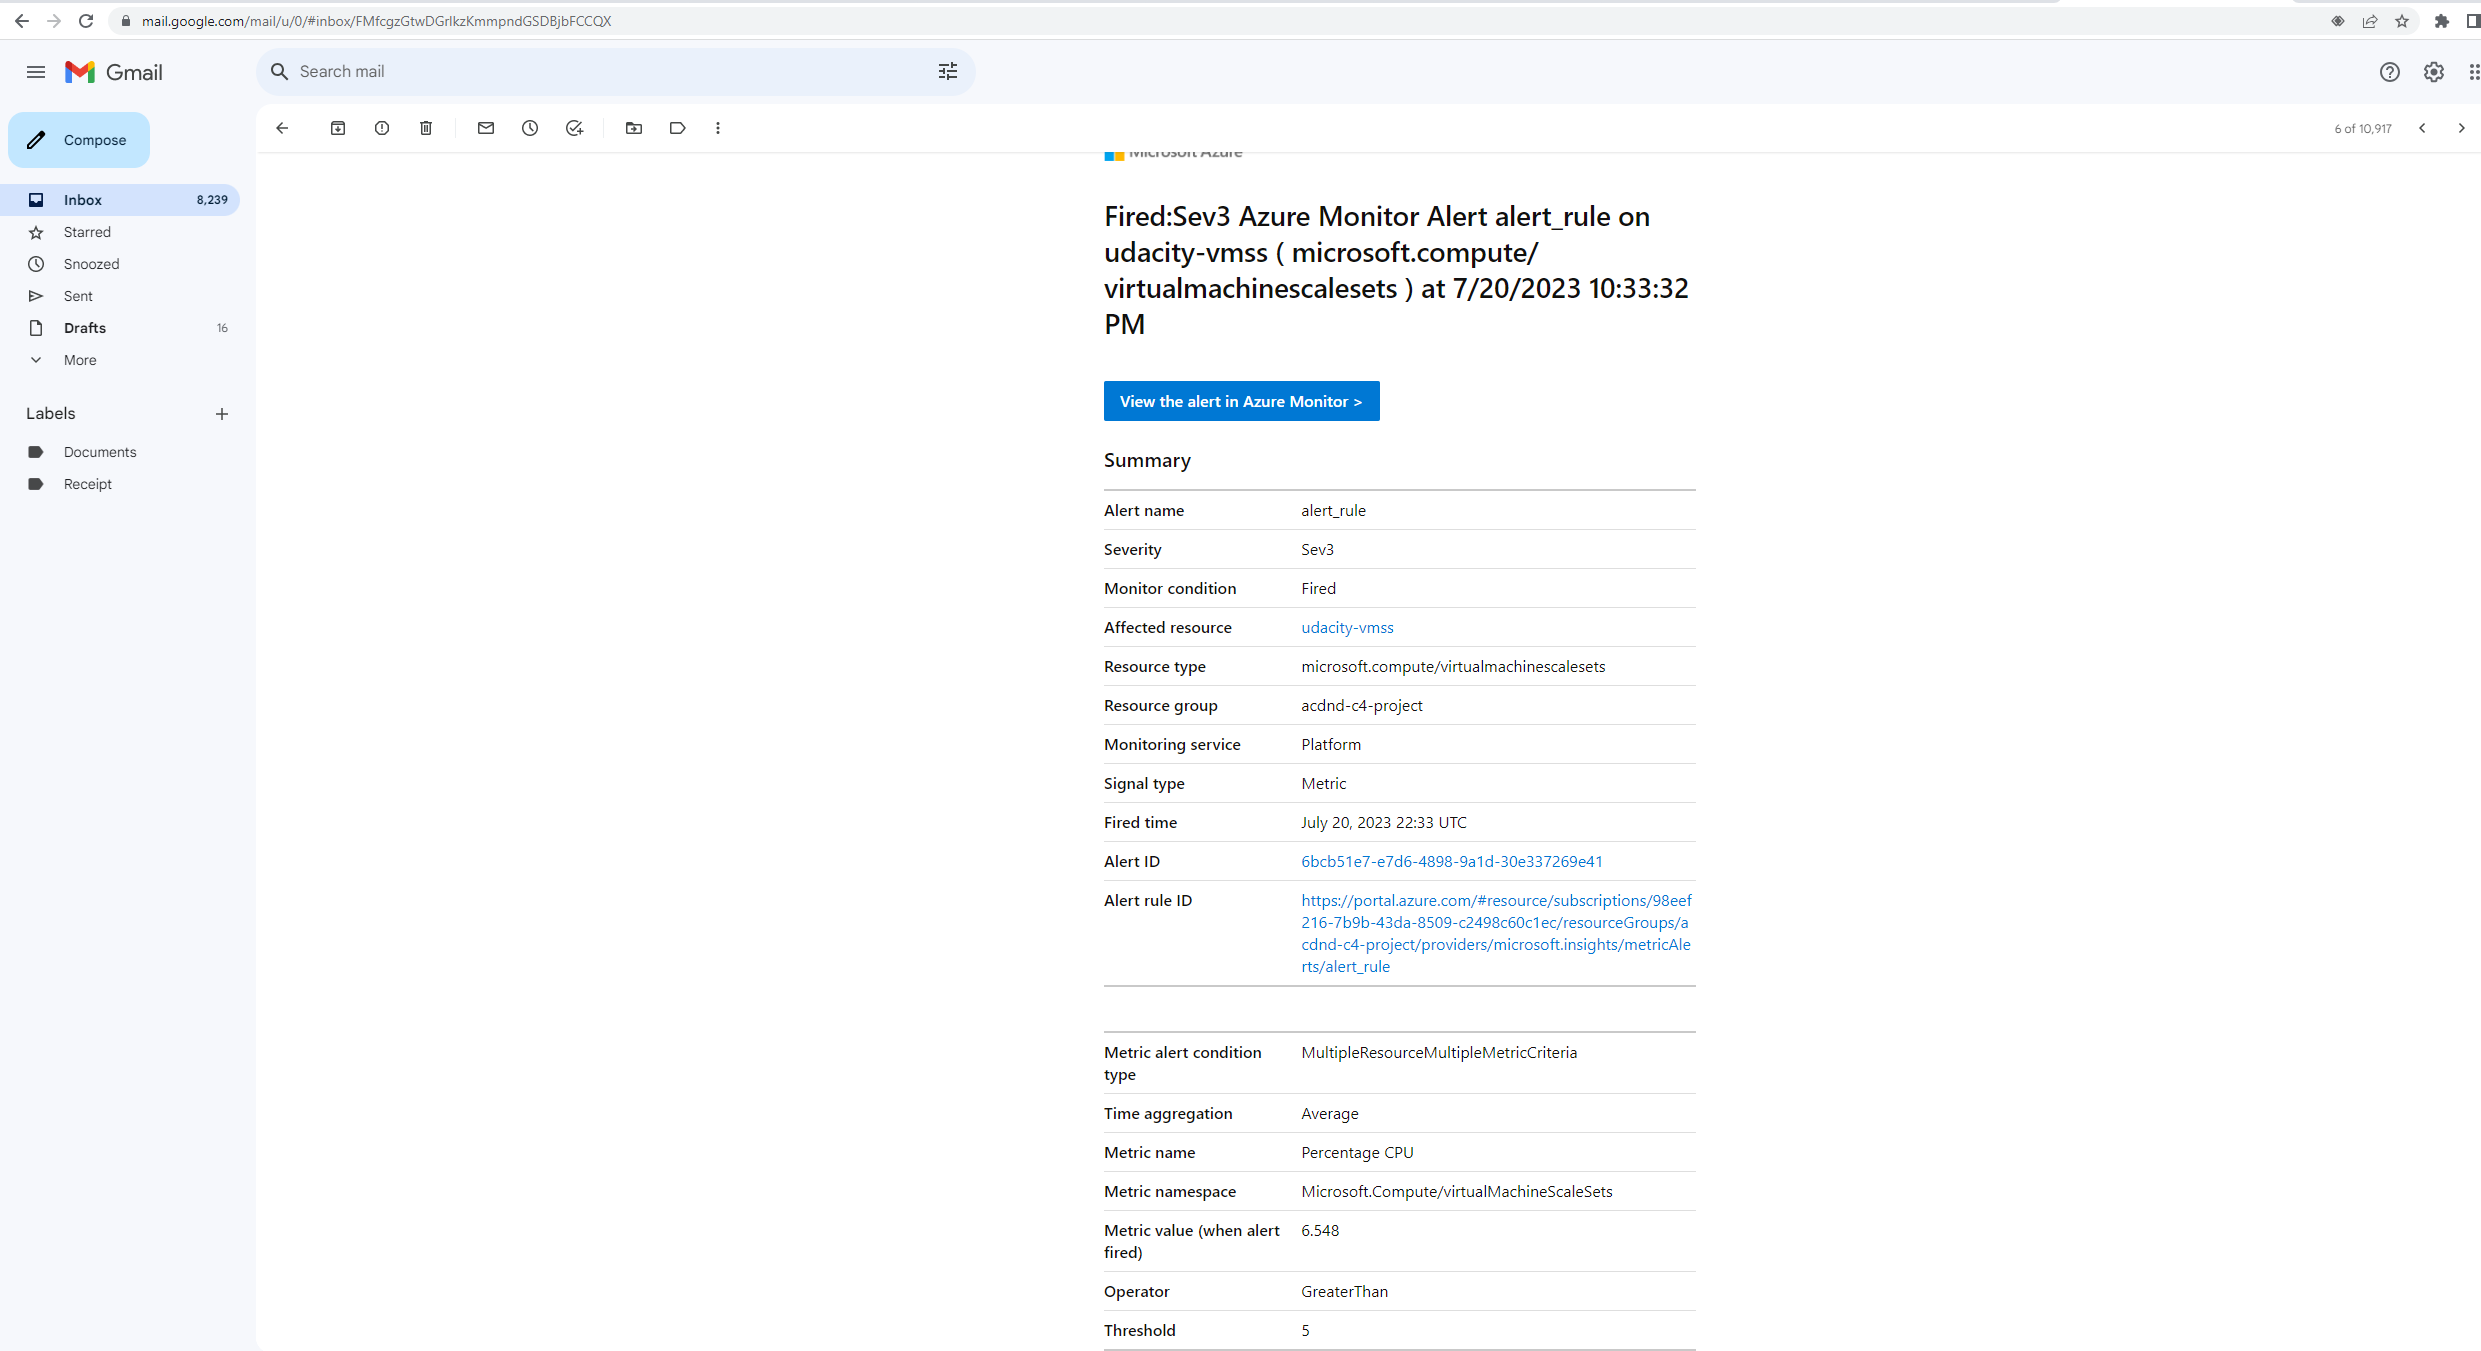 mail.google.com/mail/u/0/#inbox/FMfcgzGtwDGrlkzKmmpndGSDBjbFCCQX
Gmail
Search mail
Compose
6 of 10,917
Inbox 8,239
Starred
Snoozed
Sent
Drafts 16
More
Labels
Documents
Receipt
Microsoft Azure
Fired:Sev3 Azure Monitor Alert alert_rule on
udacity-vmss ( microsoft.compute/
virtualmachinescalesets ) at 7/20/2023 10:33:32
PM
View the alert in Azure Monitor >
Summary
Alert name alert_rule
Severity Sev3
Monitor condition Fired
Affected resource udacity-vmss
Resource type microsoft.compute/virtualmachinescalesets
Resource group acdnd-c4-project
Monitoring service Platform
Signal type Metric
Fired time July 20, 2023 22:33 UTC
Alert ID 6bcb51e7-e7d6-4898-9a1d-30e337269e41
Alert rule ID https://portal.azure.com/#resource/subscriptions/98eef
216-7b9b-43da-8509-c2498c60c1ec/resourceGroups/a
cdnd-c4-project/providers/microsoft.insights/metricAle
rts/alert_rule
Metric alert condition MultipleResourceMultipleMetricCriteria
type
Time aggregation Average
Metric name Percentage CPU
Metric namespace Microsoft.Compute/virtualMachineScaleSets
Metric value (when alert 6.548
fired)
Operator GreaterThan
Threshold 5